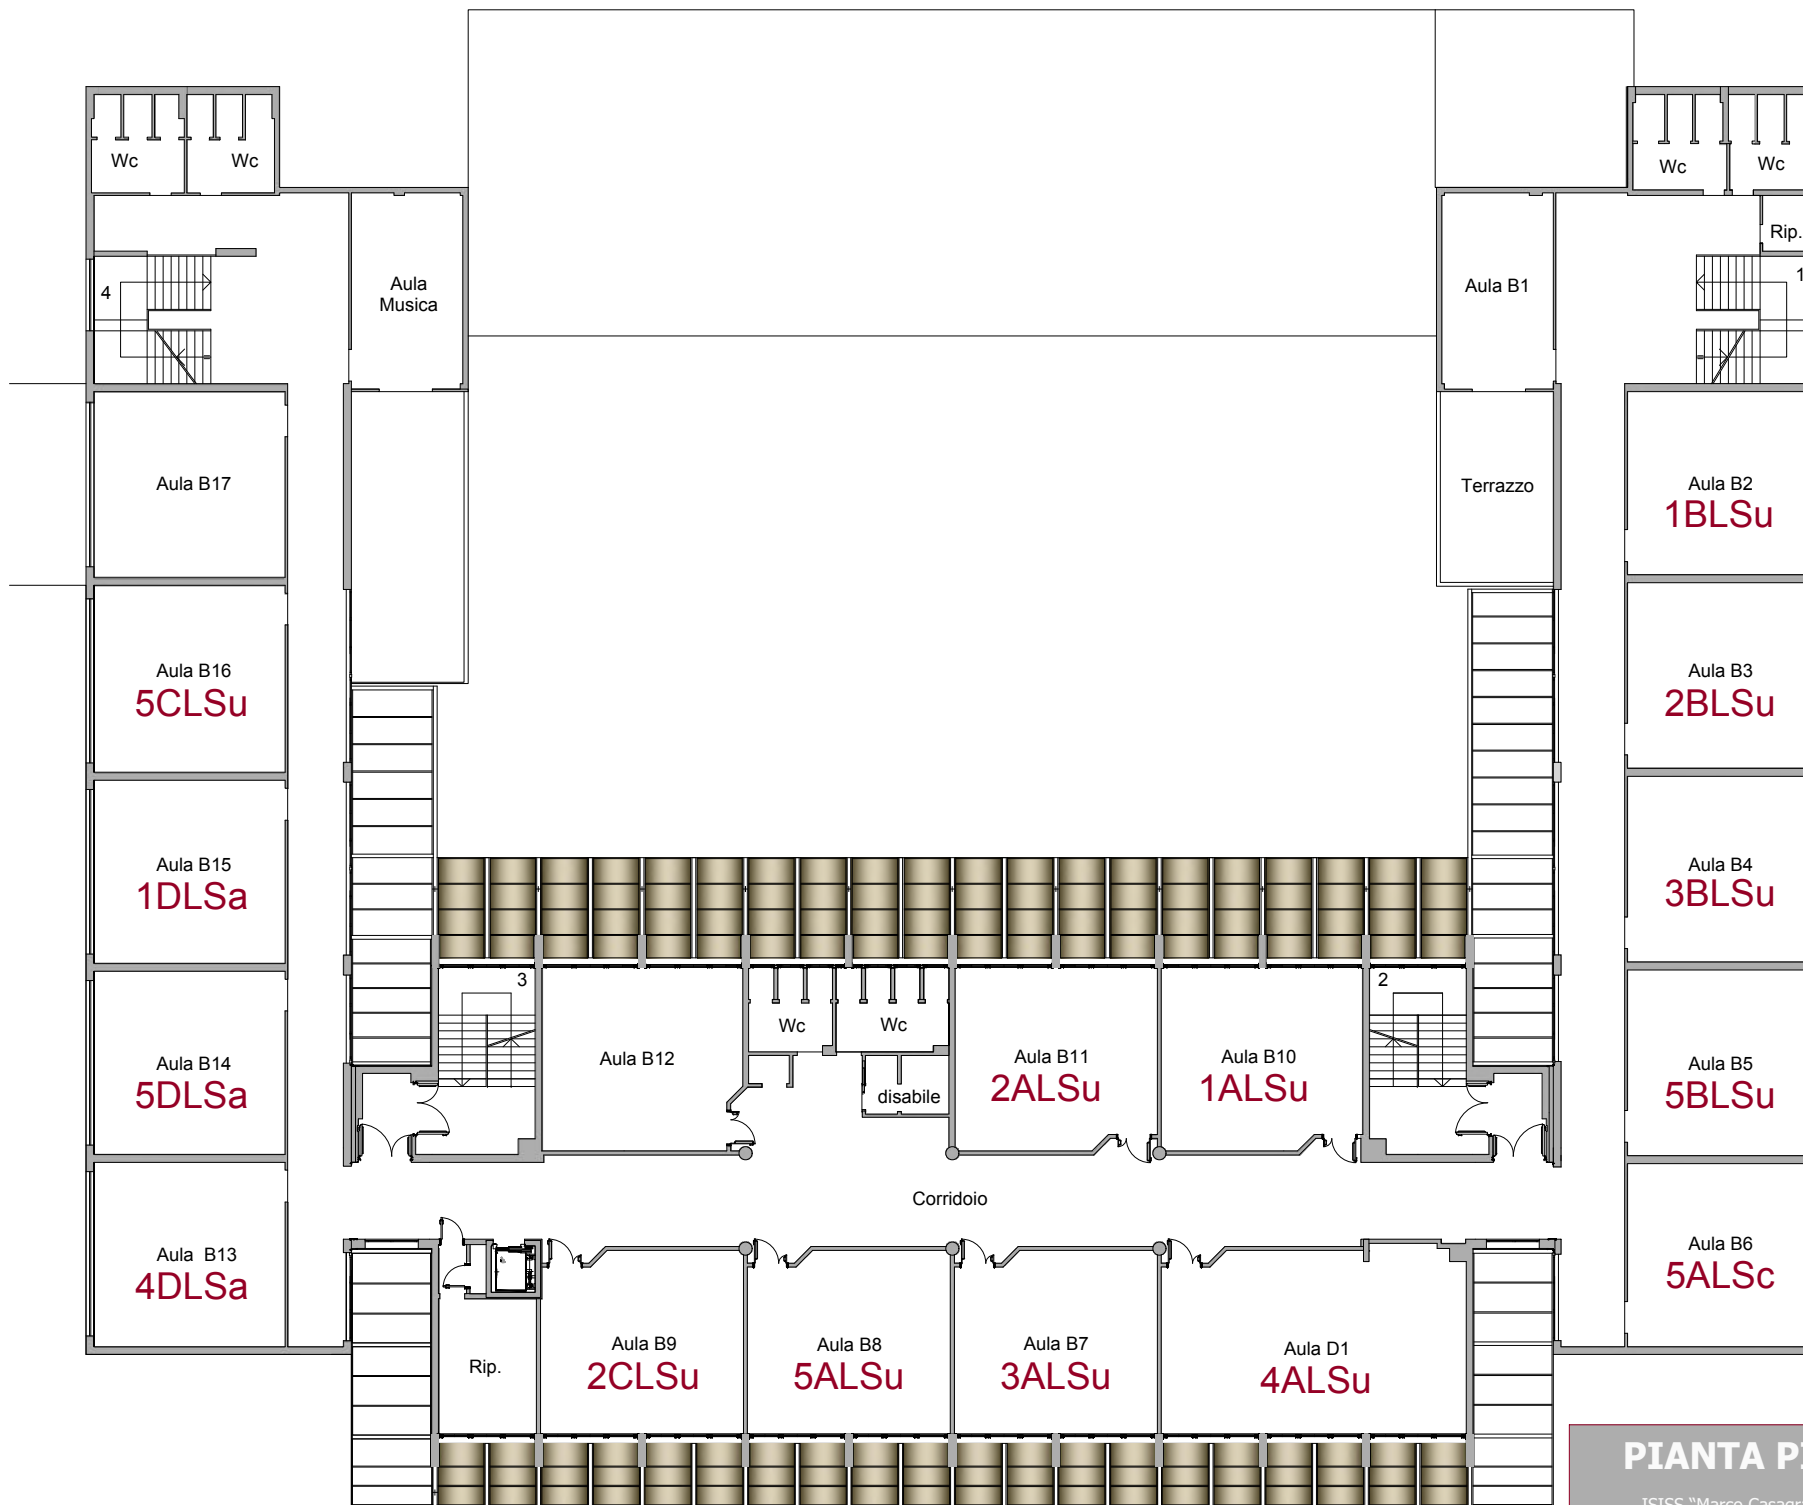 Wc
Wc
Wc
Wc
Rip.
4
Aula
Musica
Aula B1
1
Aula B17
Terrazzo
Aula B2
1BLSu
Aula B16
5CLSu
Aula B3
2BLSu
Aula B15
1DLSa
Aula B4
3BLSu
3
2
Wc
Wc
Aula B12
Aula B11
2ALSu
Aula B10
1ALSu
Aula B14
5DLSa
disabile
Aula B5
5BLSu
Corridoio
Aula B13
4DLSa
Aula B6
5ALSc
Rip.
Aula B9
2CLSu
Aula B8
5ALSu
Aula B7
3ALSu
Aula D1
4ALSu
PIANTA
ISISS "Marco